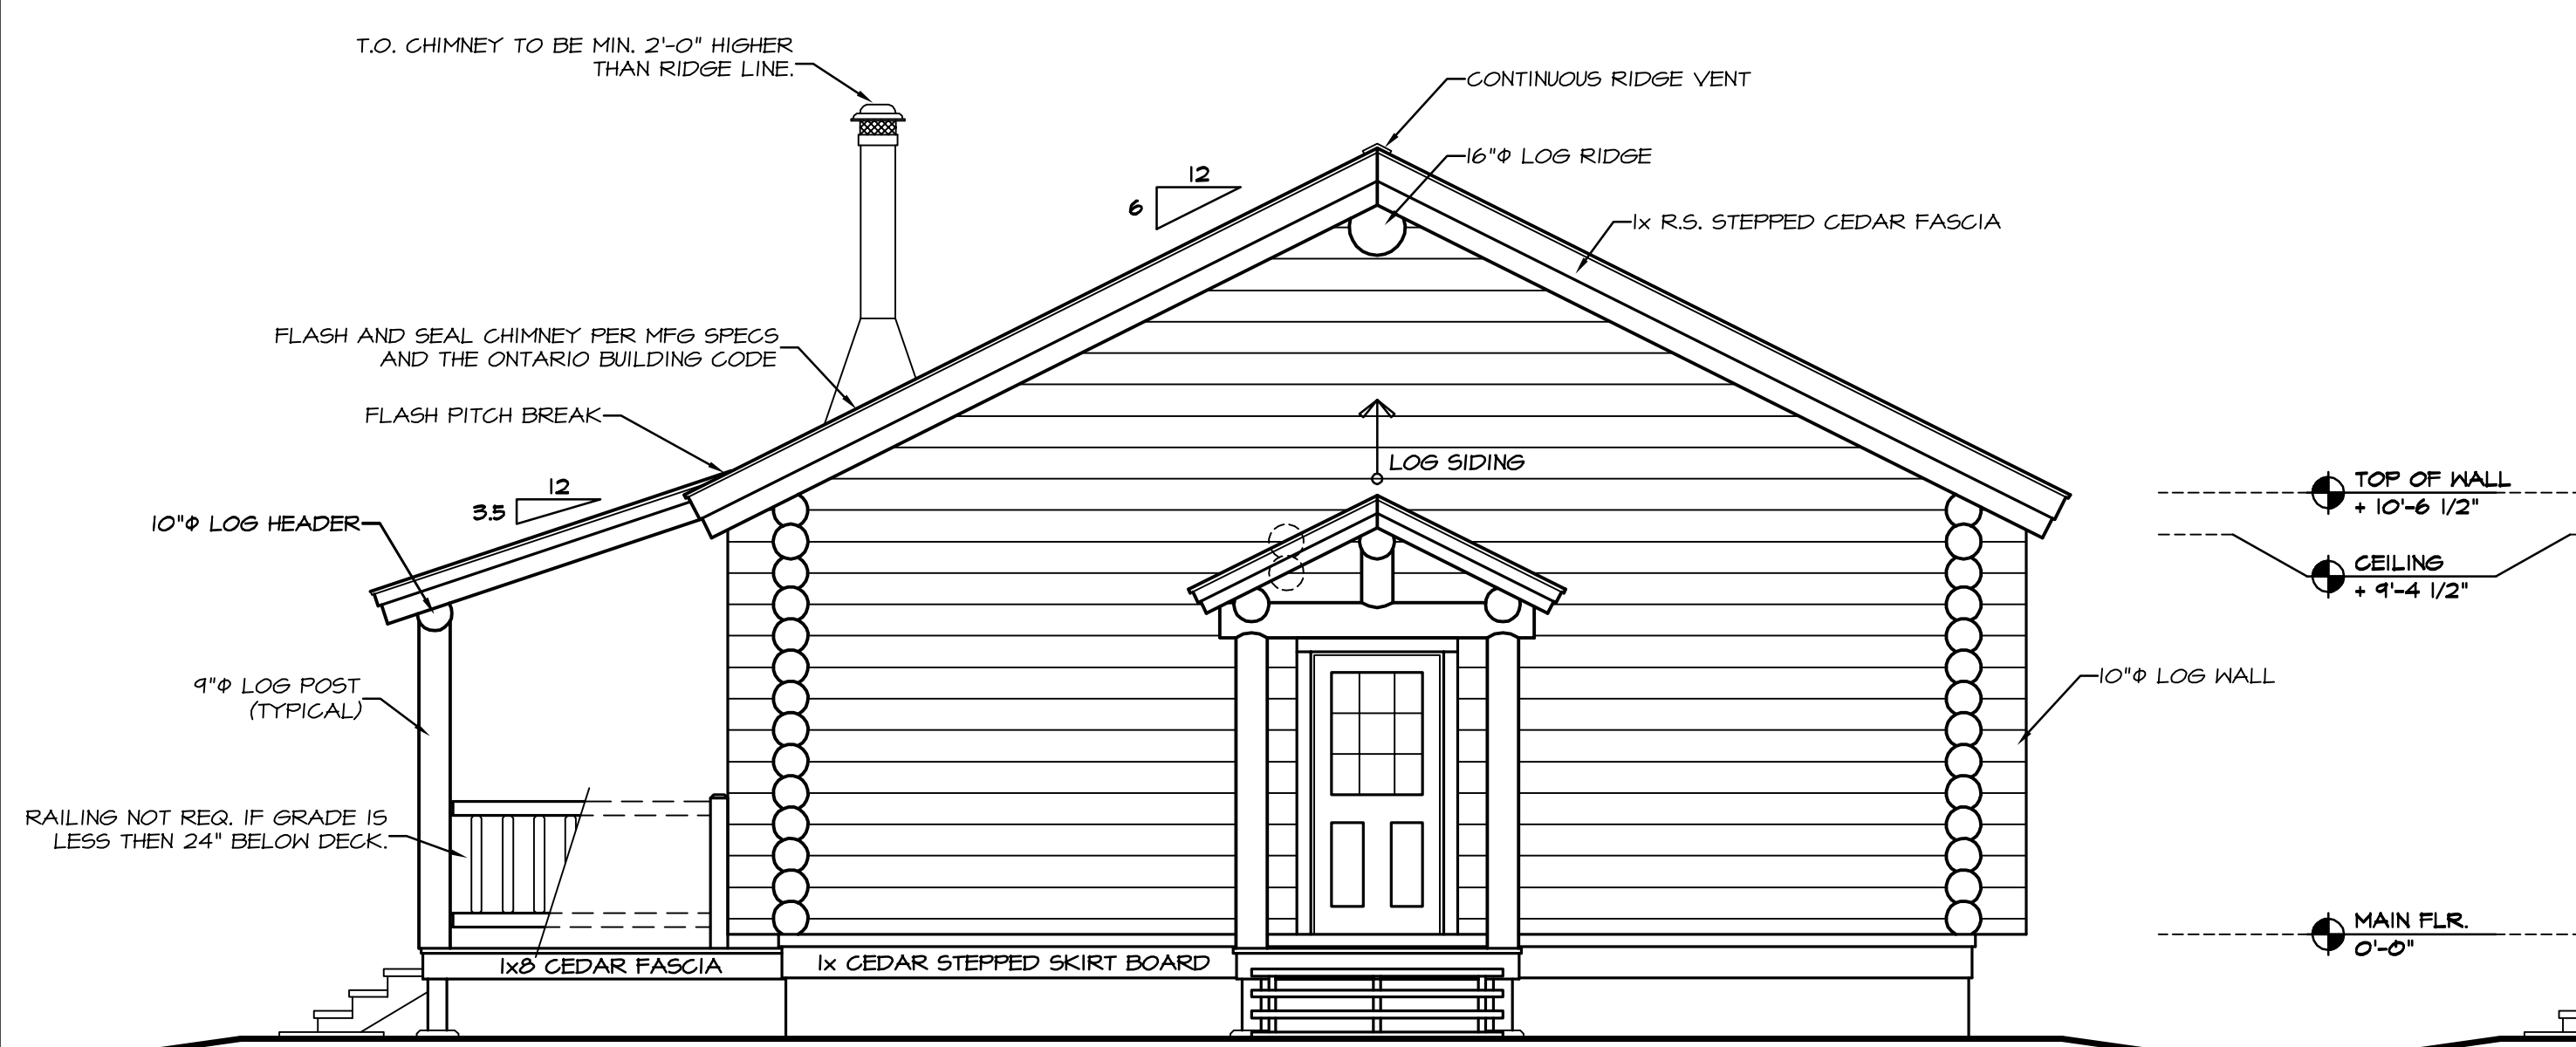 T.O. CHIMNEY TO BE MIN. 2'-0" HIGHER
THAN RIDGE LINE.
CONTINUOUS RIDGE VENT
16"Φ LOG RIDGE
12
6
1x R.S. STEPPED CEDAR FASCIA
FLASH AND SEAL CHIMNEY PER MFG SPECS
AND THE ONTARIO BUILDING CODE
FLASH PITCH BREAK
LOG SIDING
12
3.5
10"Φ LOG HEADER
TOP OF WALL
+ 10'-6 1/2"
CEILING
+ 9'-4 1/2"
9"Φ LOG POST
(TYPICAL)
10"Φ LOG WALL
RAILING NOT REQ. IF GRADE IS
LESS THEN 24" BELOW DECK.
MAIN FLR.
0'-0"
1x8 CEDAR FASCIA
1x CEDAR STEPPED SKIRT BOARD